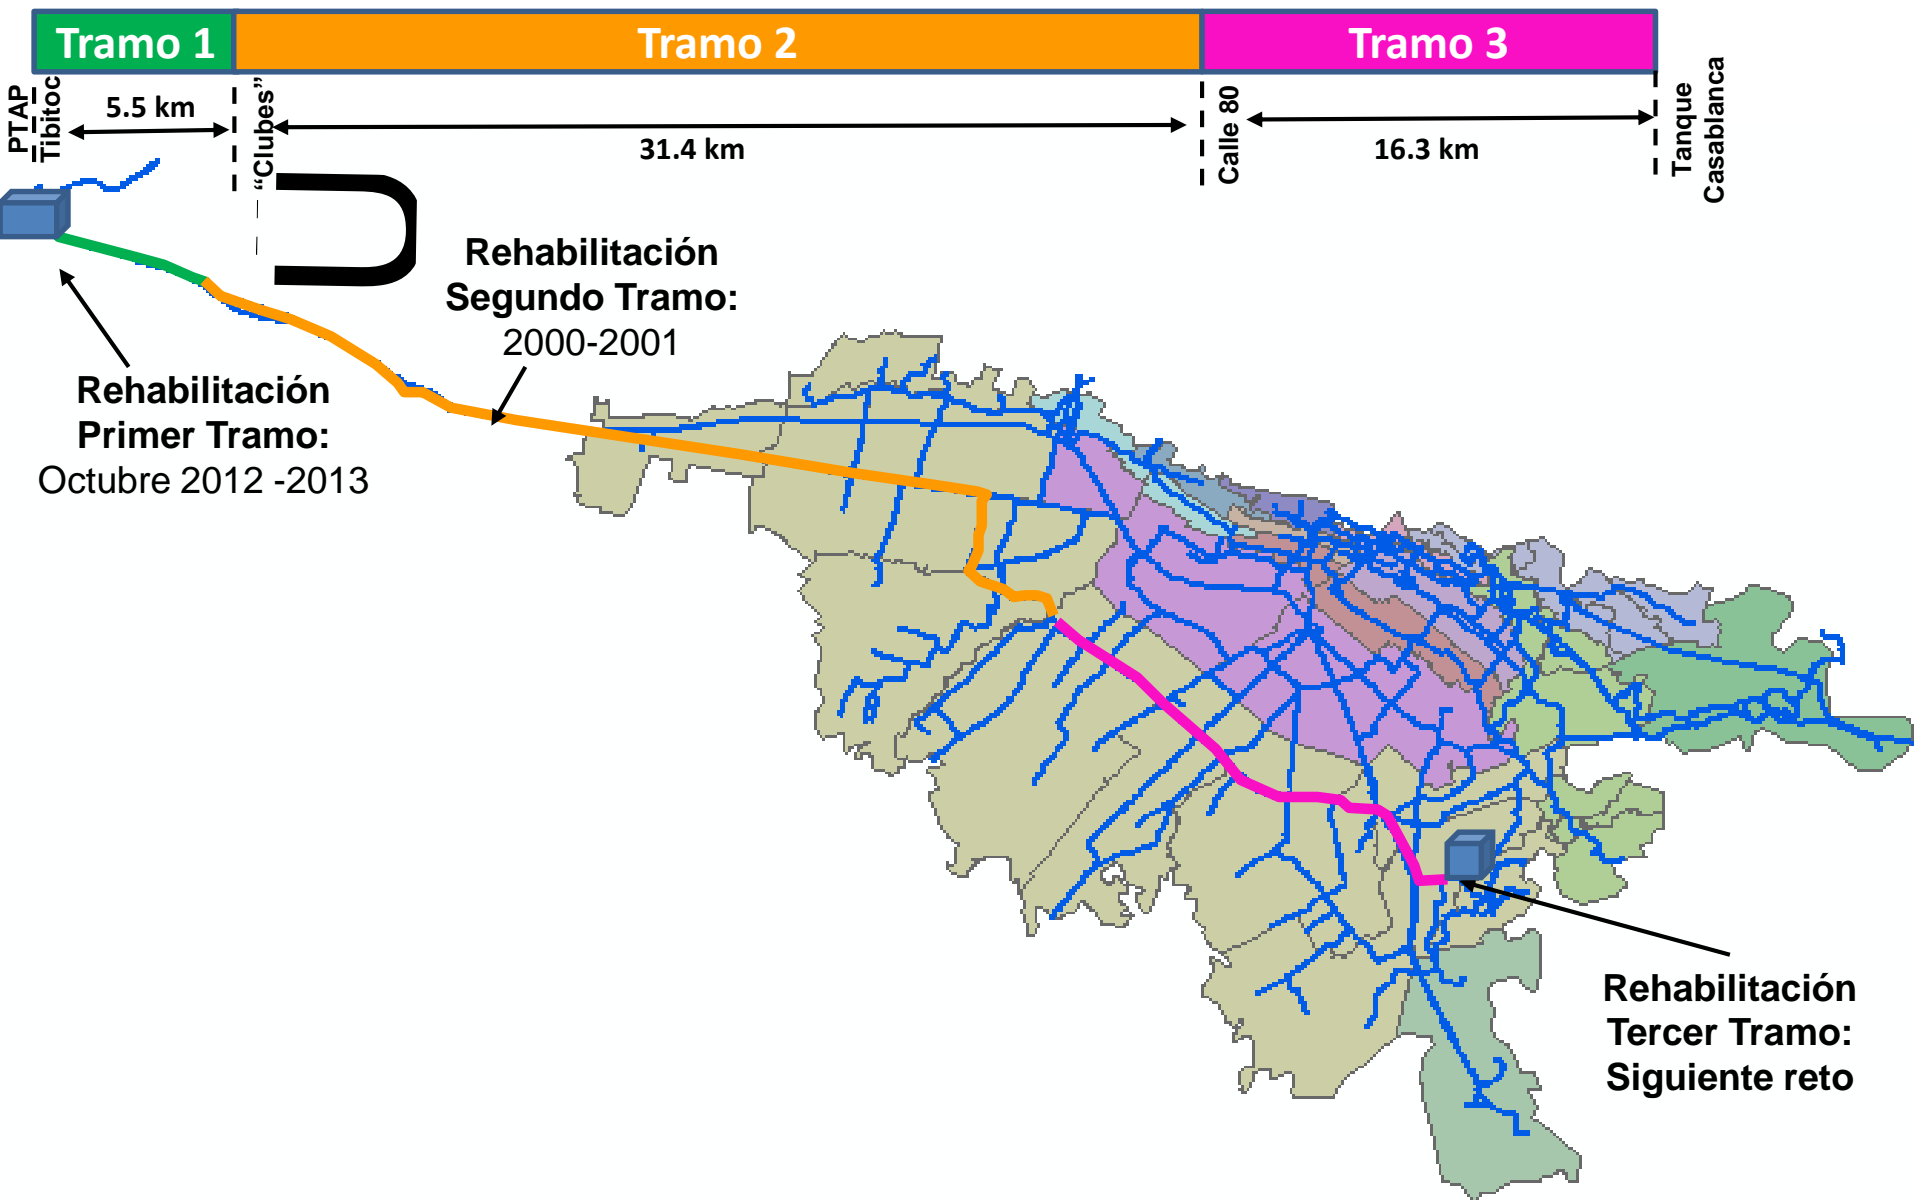 Tramo 1
Tramo 2
Tramo 3
PTAP
Tibitoc
5.5 km
“Clubes”
31.4 km
Calle 80
16.3 km
Tanque
Casablanca
Rehabilitación
Segundo Tramo:
2000-2001
Rehabilitación
Primer Tramo:
Octubre 2012 -2013
Rehabilitación
Tercer Tramo:
Siguiente reto